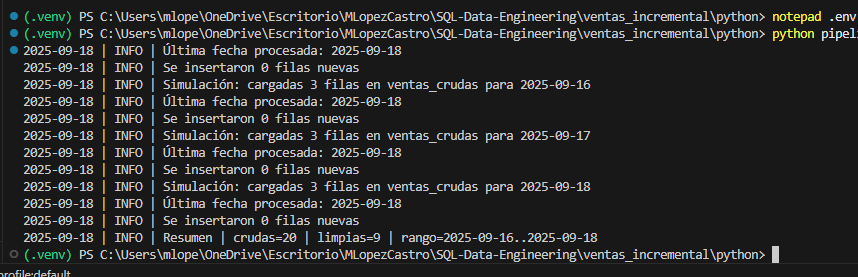 (.venv) PS C:\Users\mlope\OneDrive\Escritorio\MLopezCastro\SQL-Data-Engineering\ventas_incremental\python> notepad .env
(.venv) PS C:\Users\mlope\OneDrive\Escritorio\MLopezCastro\SQL-Data-Engineering\ventas_incremental\python> python pipeli
2025-09-18 | INFO | Última fecha procesada: 2025-09-18
2025-09-18 | INFO | Se insertaron 0 filas nuevas
2025-09-18 | INFO | Simulación: cargadas 3 filas en ventas_crudas para 2025-09-16
2025-09-18 | INFO | Última fecha procesada: 2025-09-18
2025-09-18 | INFO | Se insertaron 0 filas nuevas
2025-09-18 | INFO | Simulación: cargadas 3 filas en ventas_crudas para 2025-09-17
2025-09-18 | INFO | Última fecha procesada: 2025-09-18
2025-09-18 | INFO | Se insertaron 0 filas nuevas
2025-09-18 | INFO | Simulación: cargadas 3 filas en ventas_crudas para 2025-09-18
2025-09-18 | INFO | Última fecha procesada: 2025-09-18
2025-09-18 | INFO | Se insertaron 0 filas nuevas
2025-09-18 | INFO | Resumen | crudas=20 | limpias=9 | rango=2025-09-16..2025-09-18
(.venv) PS C:\Users\mlope\OneDrive\Escritorio\MLopezCastro\SQL-Data-Engineering\ventas_incremental\python>
profile:default